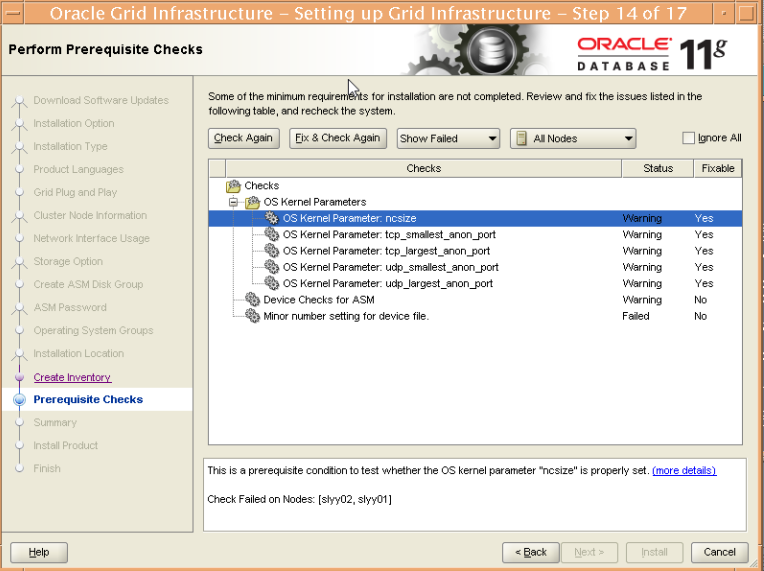 Oracle Grid Infrastructure – Setting up Grid Infrastructure – Step 14 of 17
Perform Prerequisite Checks
ORACLE
DATABASE 11g
Download Software Updates
Installation Option
Installation Type
Product Languages
Grid Plug and Play
Cluster Node Information
Network Interface Usage
Storage Option
Create ASM Disk Group
ASM Password
Operating System Groups
Installation Location
Create Inventory
Prerequisite Checks
Summary
Install Product
Finish
Some of the minimum requirements for installation are not completed. Review and fix the issues listed in the
following table, and recheck the system.
Check Again Fix & Check Again Show Failed All Nodes Ignore All
Checks Status Fixable
Checks
OS Kernel Parameters
OS Kernel Parameter: ncsize Warning Yes
OS Kernel Parameter: tcp_smallest_anon_port Warning Yes
OS Kernel Parameter: tcp_largest_anon_port Warning Yes
OS Kernel Parameter: udp_smallest_anon_port Warning Yes
OS Kernel Parameter: udp_largest_anon_port Warning Yes
Device Checks for ASM Warning No
Minor number setting for device file. Failed No
This is a prerequisite condition to test whether the OS kernel parameter "ncsize" is properly set. (more details)
Check Failed on Nodes: [slyy02, slyy01]
Help < Back Next > Install Cancel